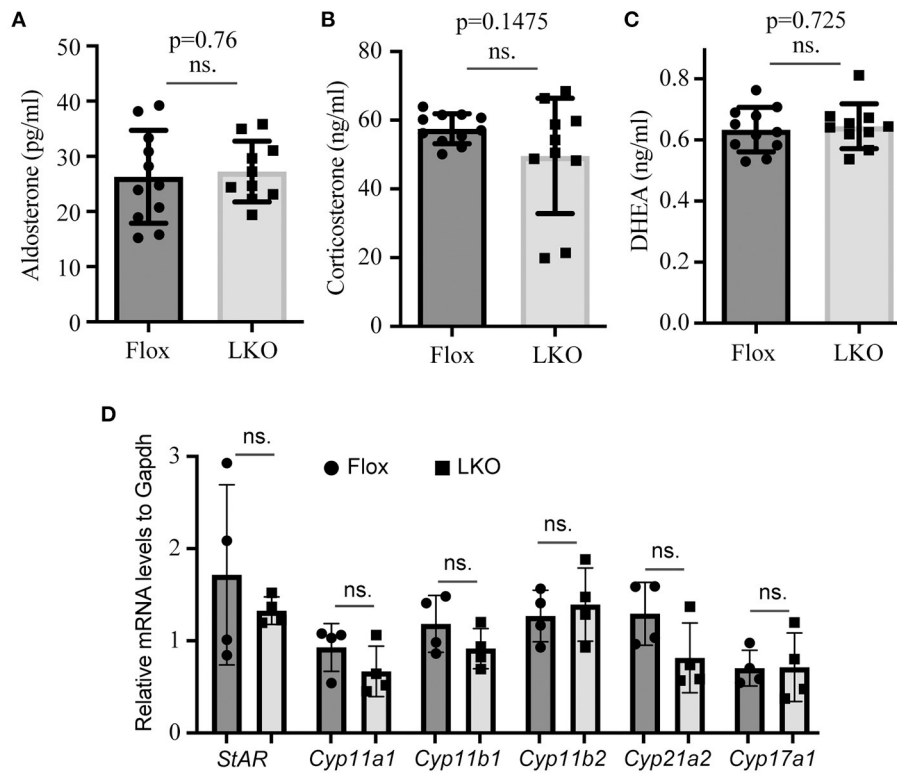 A
p=0.76
ns.
Aldosterone (pg/ml)
50
40
30
20
10
0
Flox LKO
B
p=0.1475
ns.
Corticosterone (ng/ml)
80
60
40
20
0
Flox LKO
C
p=0.725
ns.
DHEA (ng/ml)
0.8
0.6
0.4
0.2
0.0
Flox LKO
D
Relative mRNA levels to Gapdh
3
2
1
0
Flox LKO
ns.
ns.
ns.
ns.
ns.
ns.
StAR Cyp11a1 Cyp11b1 Cyp11b2 Cyp21a2 Cyp17a1